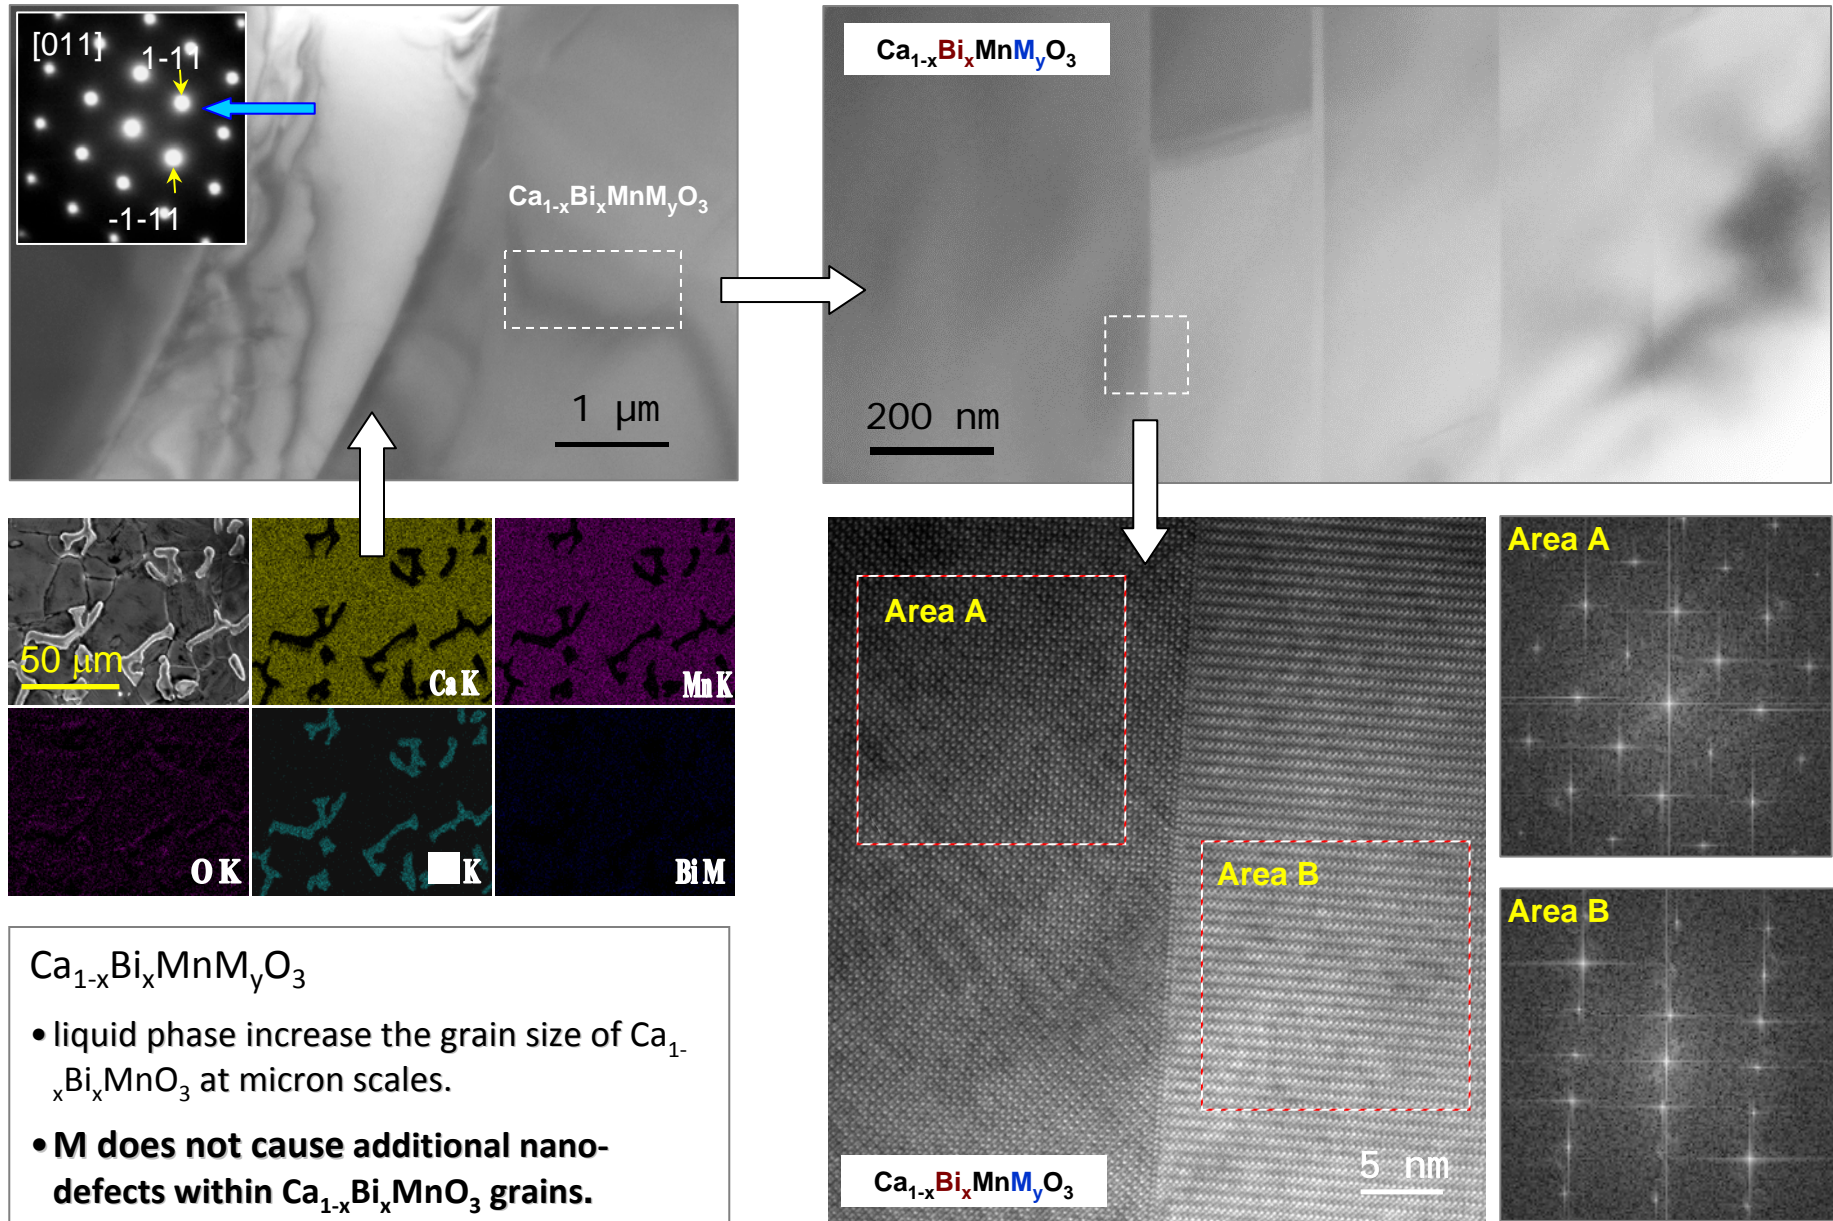 [011]
1-11
-1-11
Ca1-xBixMnMyO3
1 μm
Ca1-xBixMnMyO3
200 nm
50 μm
Ca K
Mn K
O K
K
Bi M
Area A
Area B
Ca1-xBixMnMyO3
5 nm
Area A
Area B
Ca1-xBixMnMyO3
• liquid phase increase the grain size of Ca1-
xBixMnO3 at micron scales.
• M does not cause additional nano-
defects within Ca1-xBixMnO3 grains.